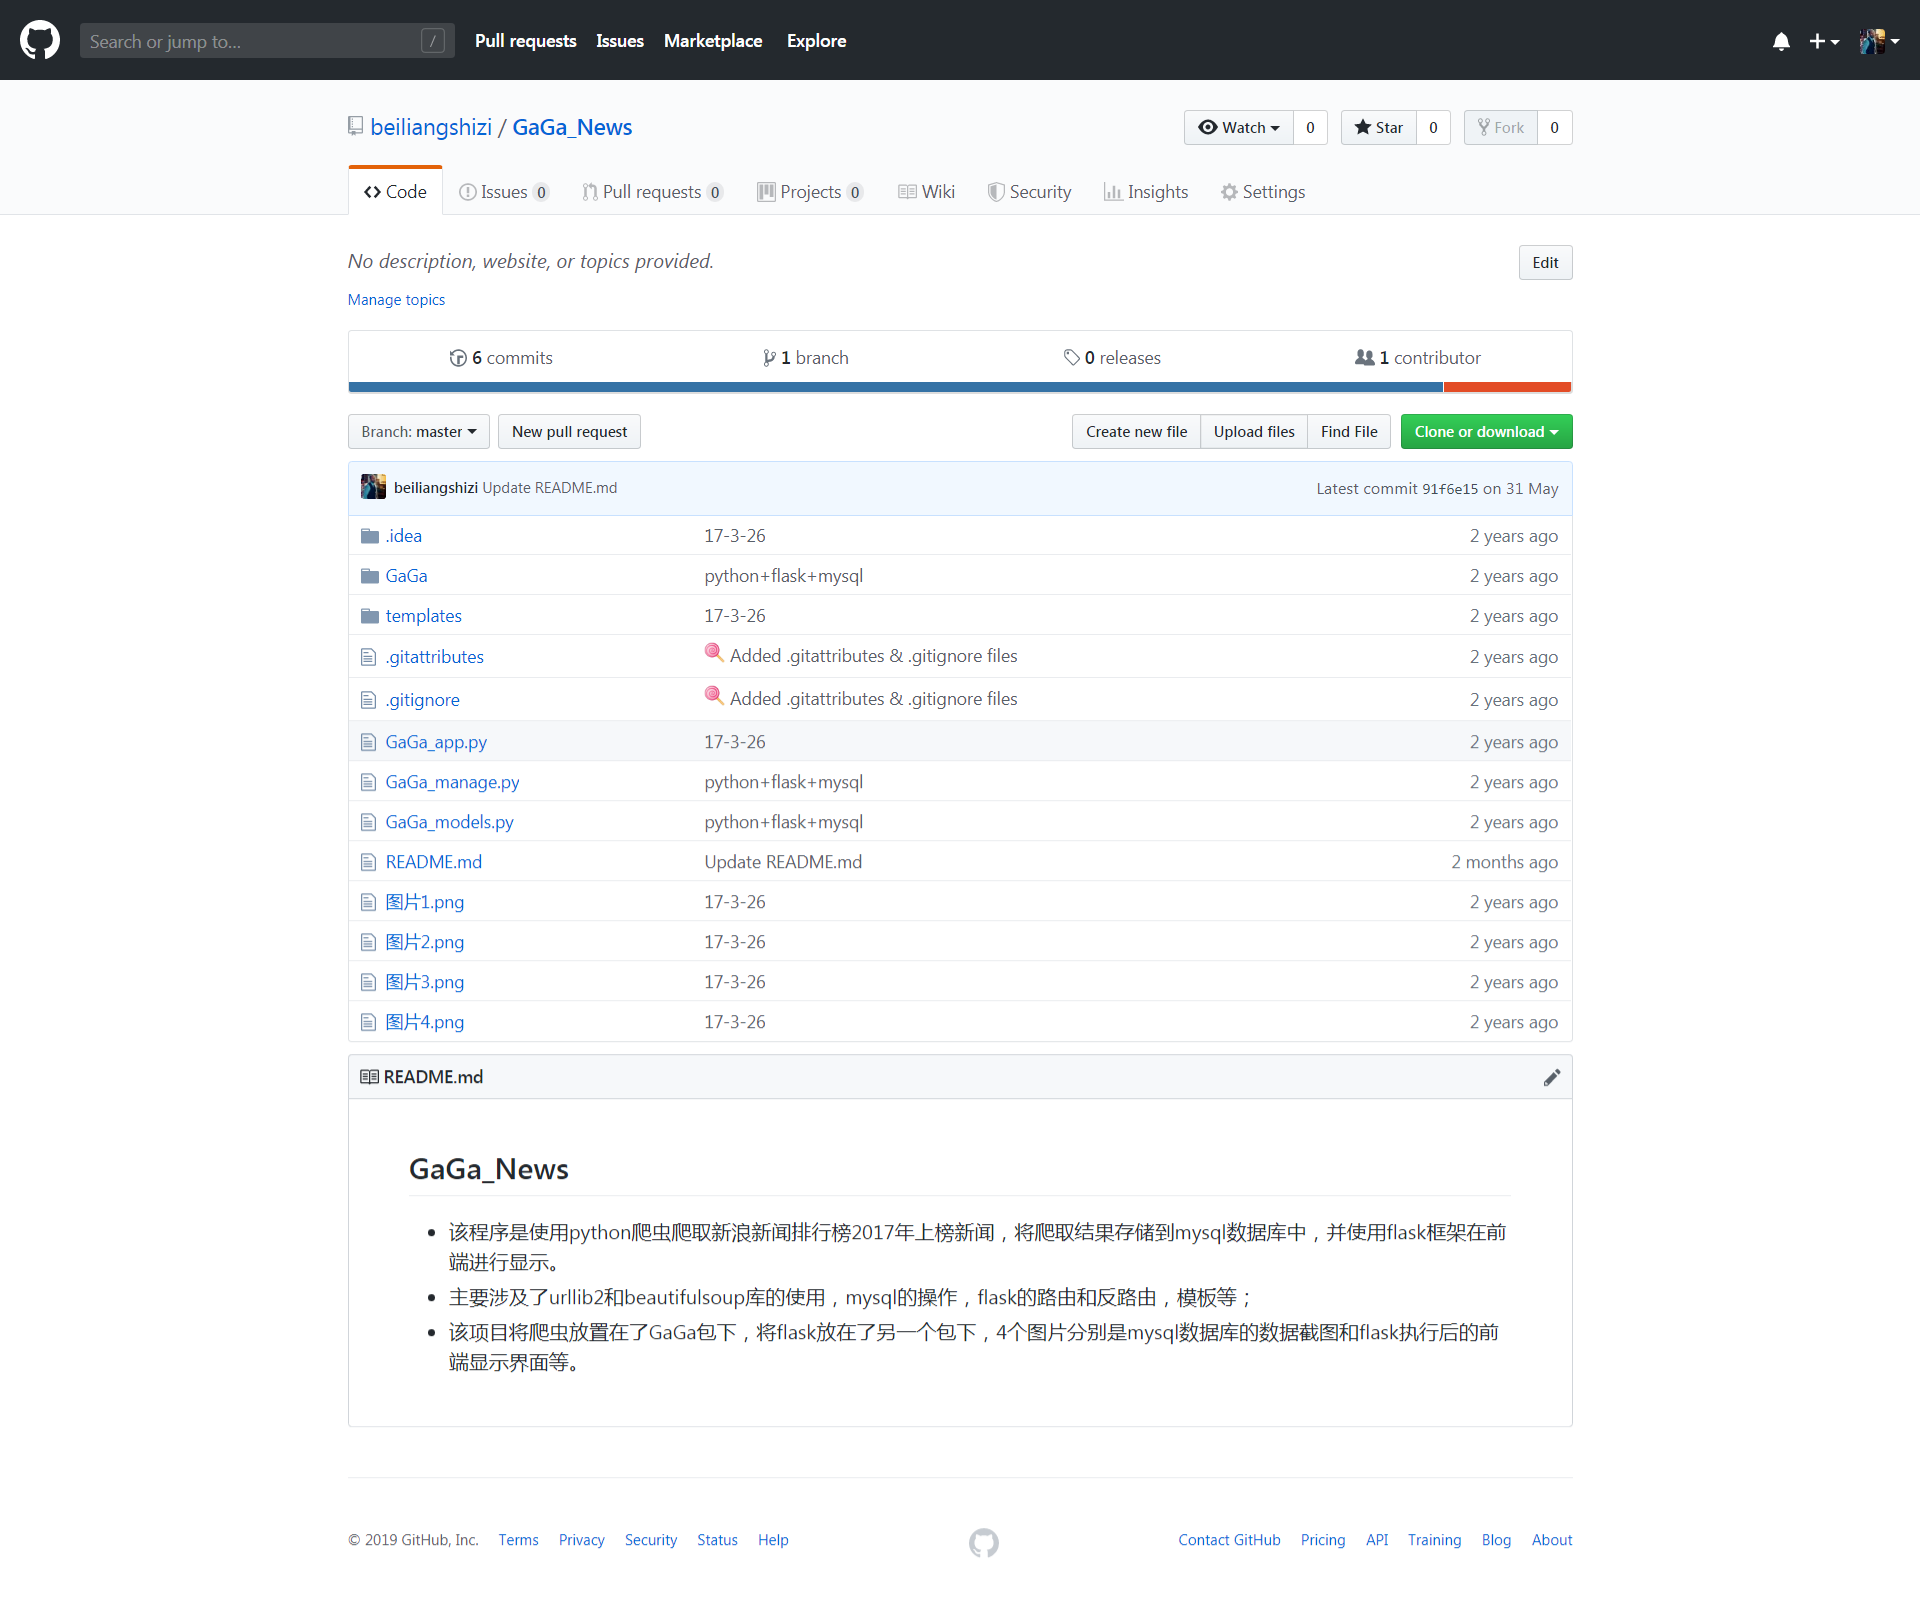 Search or jump to... /
Pull requests Issues Marketplace Explore
beiliangshizi / GaGa_News
Watch 0 Star 0 Fork 0
Code Issues 0 Pull requests 0 Projects 0 Wiki Security Insights Settings
No description, website, or topics provided.
Edit
Manage topics
6 commits 1 branch 0 releases 1 contributor
Branch: master New pull request Create new file Upload files Find File Clone or download
beiliangshizi Update README.md Latest commit 91f6e15 on 31 May
.idea 17-3-26 2 years ago
GaGa python+flask+mysql 2 years ago
templates 17-3-26 2 years ago
.gitattributes Added .gitattributes & .gitignore files 2 years ago
.gitignore Added .gitattributes & .gitignore files 2 years ago
GaGa_app.py 17-3-26 2 years ago
GaGa_manage.py python+flask+mysql 2 years ago
GaGa_models.py python+flask+mysql 2 years ago
README.md Update README.md 2 months ago
图片1.png 17-3-26 2 years ago
图片2.png 17-3-26 2 years ago
图片3.png 17-3-26 2 years ago
图片4.png 17-3-26 2 years ago
README.md
GaGa_News
• 该程序是使用python爬虫爬取新浪新闻排行榜2017年上榜新闻，将爬取结果存储到mysql数据库中，并使用flask框架在前
端进行显示。
• 主要涉及了urllib2和beautifulsoup库的使用，mysql的操作，flask的路由和反路由，模板等；
• 该项目将爬虫放置在了GaGa包下，将flask放在了另一个包下，4个图片分别是mysql数据库的数据截图和flask执行后的前
端显示界面等。
© 2019 GitHub, Inc. Terms Privacy Security Status Help Contact GitHub Pricing API Training Blog About